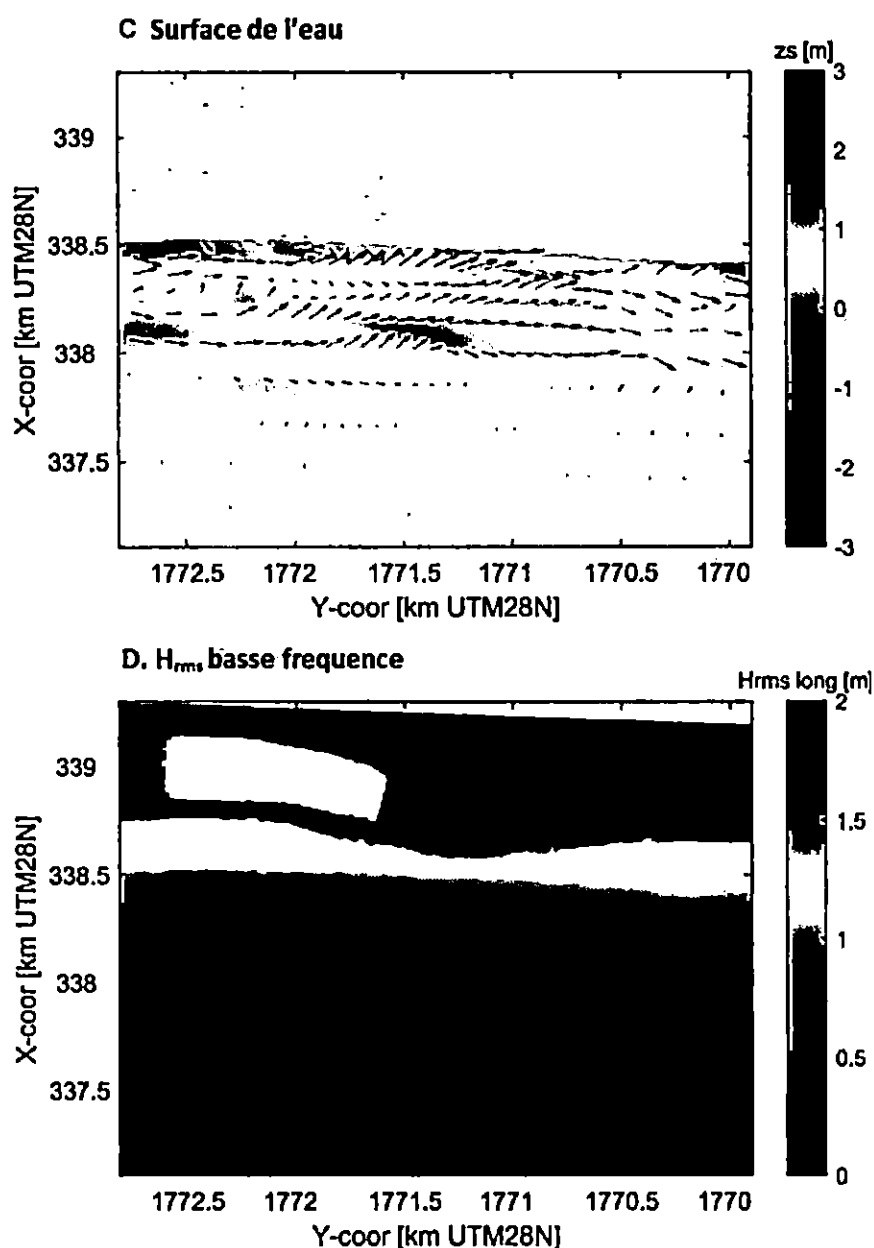 C Surface de l'eau
zs [m]
3
2
1
0
-1
-2
-3
339
338.5
338
337.5
X-coor [km UTM28N]
1772.5 1772 1771.5 1771 1770.5 1770
Y-coor [km UTM28N]
D. Hrms basse frequence
Hrms long [m]
2
1.5
1
0.5
0
339
338.5
338
337.5
X-coor [km UTM28N]
1772.5 1772 1771.5 1771 1770.5 1770
Y-coor [km UTM28N]